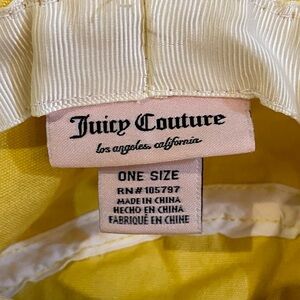 Juicy Couture
los angeles, california
ONE SIZE
RN# 105797
MADE IN CHINA
HECHO EN CHINA
FABRIQUÉ EN CHINE